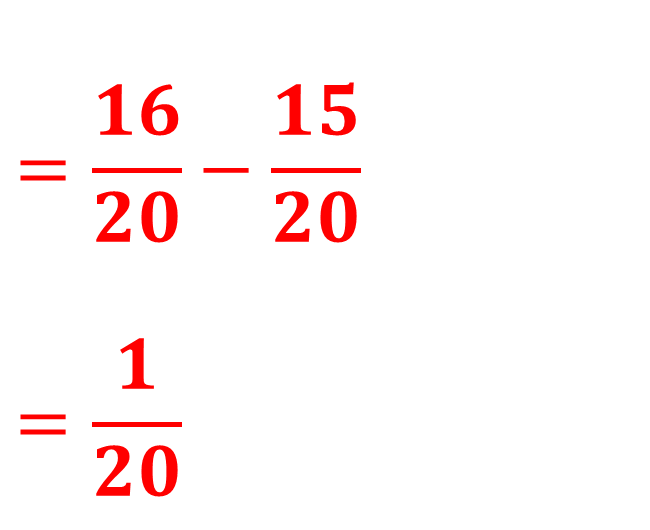 = 16/20 − 15/20
= 1/20